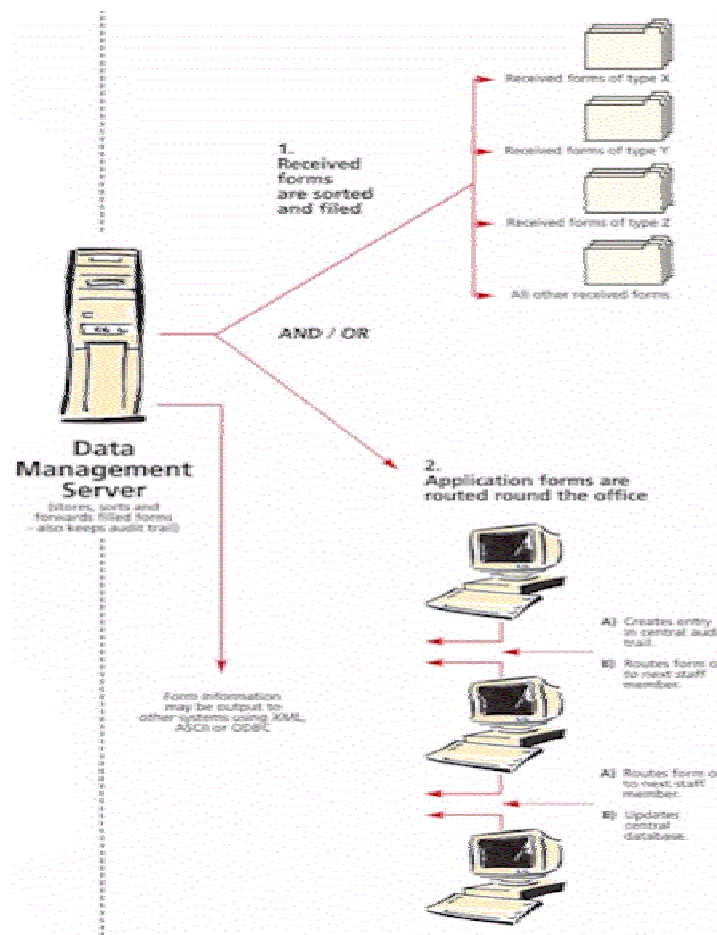 Received forms of type X
Received forms of type Y
Received forms of type Z
All other received forms
1.
Received
forms
are sorted
and filed
AND / OR
Data
Management
Server
(stores, sorts and
forwards filled forms
- also keeps audit trail)
2.
Application forms are
routed round the office
A) Creates entry
in central
trail.
B) Routes form
to next staff
member.
Form information
may be output to
other systems using XML,
ASCII or ODBC
A) Routes form
to next staff
member.
B) Updates
central
database.